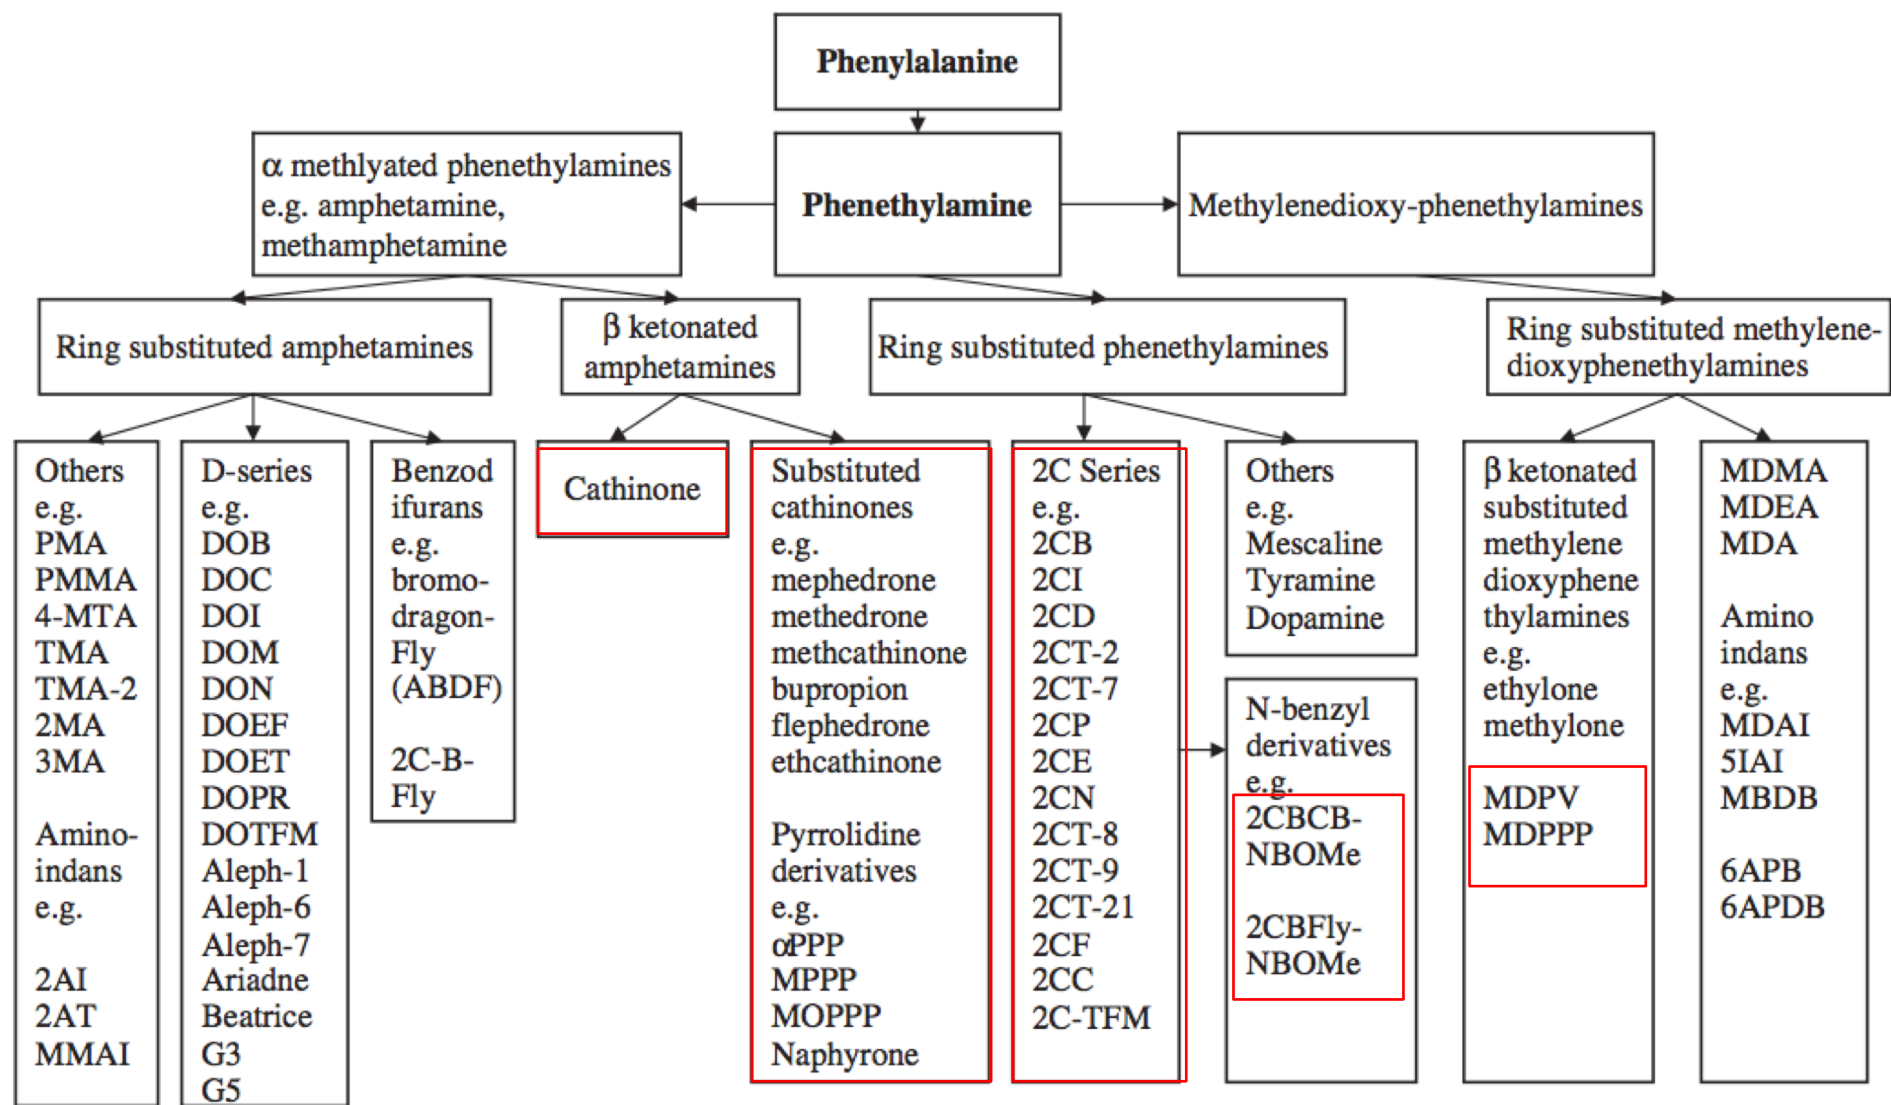 Phenylalanine
α methlyated phenethylamines
e.g. amphetamine,
methamphetamine
Phenethylamine
Methylenedioxy-phenethylamines
Ring substituted amphetamines
β ketonated
amphetamines
Ring substituted phenethylamines
Ring substituted methylene-
dioxyphenethylamines
Others
e.g.
PMA
PMMA
4-MTA
TMA
TMA-2
2MA
3MA
Amino-
indans
e.g.
2AI
2AT
MMAI
D-series
e.g.
DOB
DOC
DOI
DOM
DON
DOEF
DOET
DOPR
DOTFM
Aleph-1
Aleph-6
Aleph-7
Ariadne
Beatrice
G3
G5
Benzod
ifurans
e.g.
bromo-
dragon-
Fly
(ABDF)
2C-B-
Fly
Cathinone
Substituted
cathinones
e.g.
mephedrone
methedrone
methcathinone
bupropion
flephedrone
ethcathinone
Pyrrolidine
derivatives
e.g.
αPPP
MPPP
MOPPP
Naphyrone
2C Series
e.g.
2CB
2CI
2CD
2CT-2
2CT-7
2CP
2CE
2CN
2CT-8
2CT-9
2CT-21
2CF
2CC
2C-TFM
Others
e.g.
Mescaline
Tyramine
Dopamine
N-benzyl
derivatives
e.g.
2CBCB-
NBOMe
2CBFly-
NBOMe
β ketonated
substituted
methylene
dioxyphene
thylamines
e.g.
ethylone
methylone
MDPV
MDPPP
MDMA
MDEA
MDA
Amino
indans
e.g.
MDAI
5IAI
MBDB
6APB
6APDB